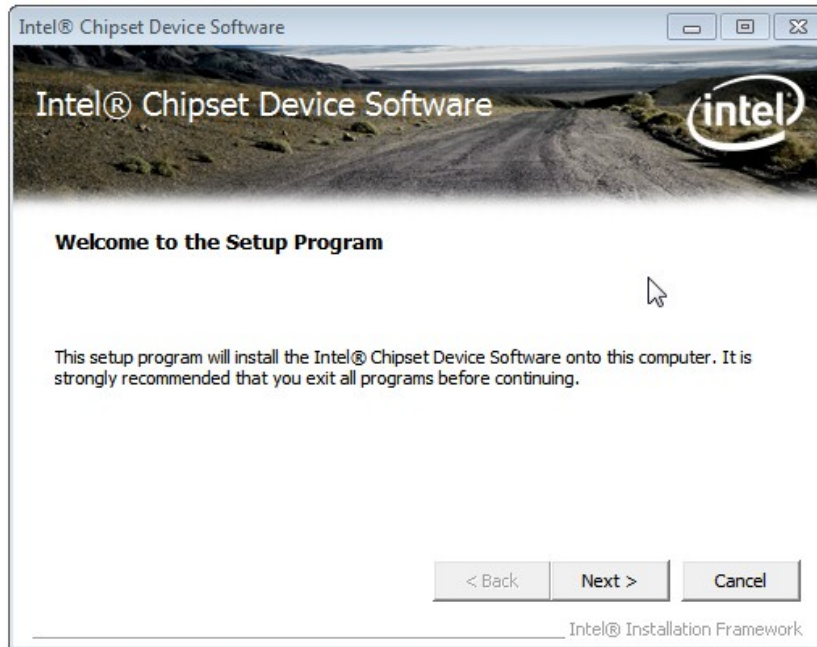 Intel® Chipset Device Software
Intel® Chipset Device Software
intel
Welcome to the Setup Program
This setup program will install the Intel® Chipset Device Software onto this computer. It is
strongly recommended that you exit all programs before continuing.
< Back Next > Cancel
Intel® Installation Framework